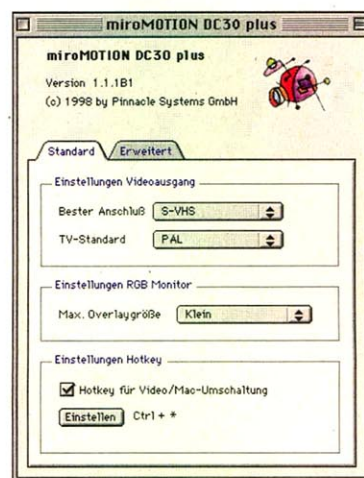 miroMOTION DC30 plus
miroMOTION DC30 plus
Version 1.1.1B1
(c) 1998 by Pinnacle Systems GmbH
Standard Erweitert
Einstellungen Videoausgang
Bester Anschluß S-VHS
TV-Standard PAL
Einstellungen RGB Monitor
Max. Overlaygröße Klein
Einstellungen Hotkey
Hotkey für Video/Mac-Umschaltung
Einstellen Ctrl + *